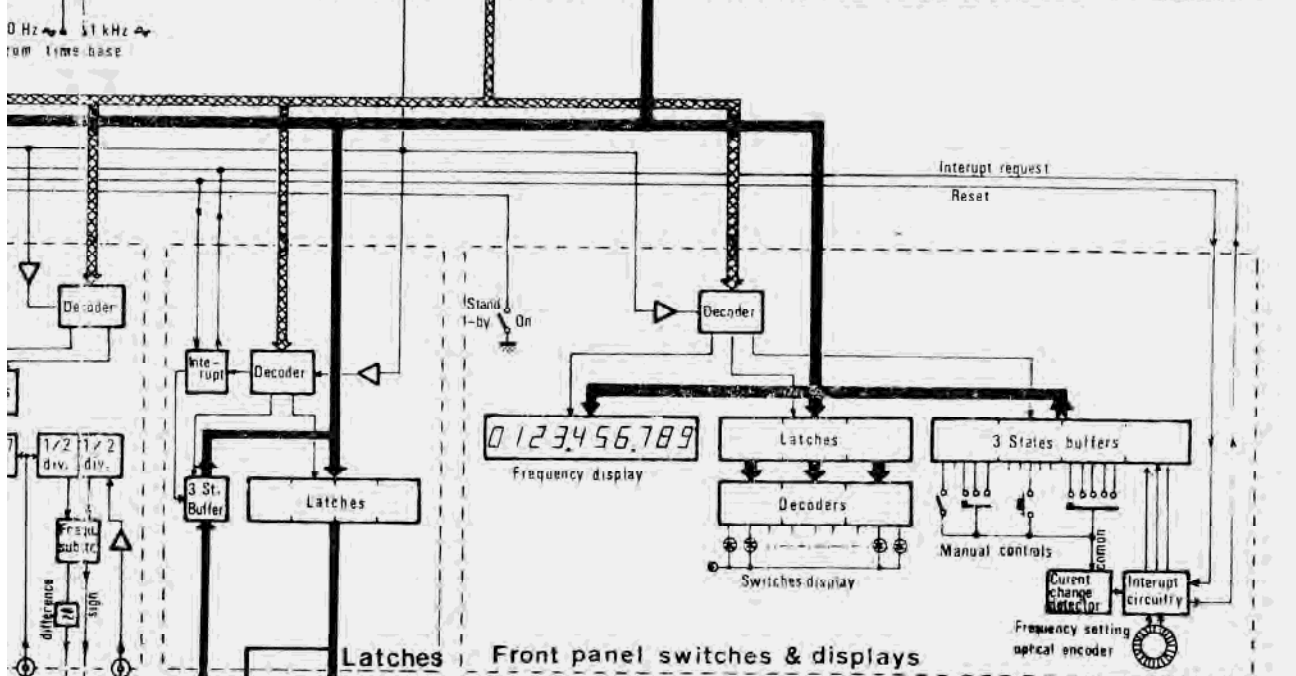 0 Hz 1 kHz
time base
Interupt request
Reset
Decoder
Stand
-by On
Decoder
Inte-
rupt
Decoder
0123.456.789
Frequency display
Latches
3 States buffers
1/2 1/2
div. div.
3 St.
Buffer
Latches
Decoders
Frequ.
subtr.
Manual controls
comon
Switches display
Curent
change
detector
Interupt
circuitry
difference
sign
Frequency setting
optical encoder
Latches
Front panel switches & displays